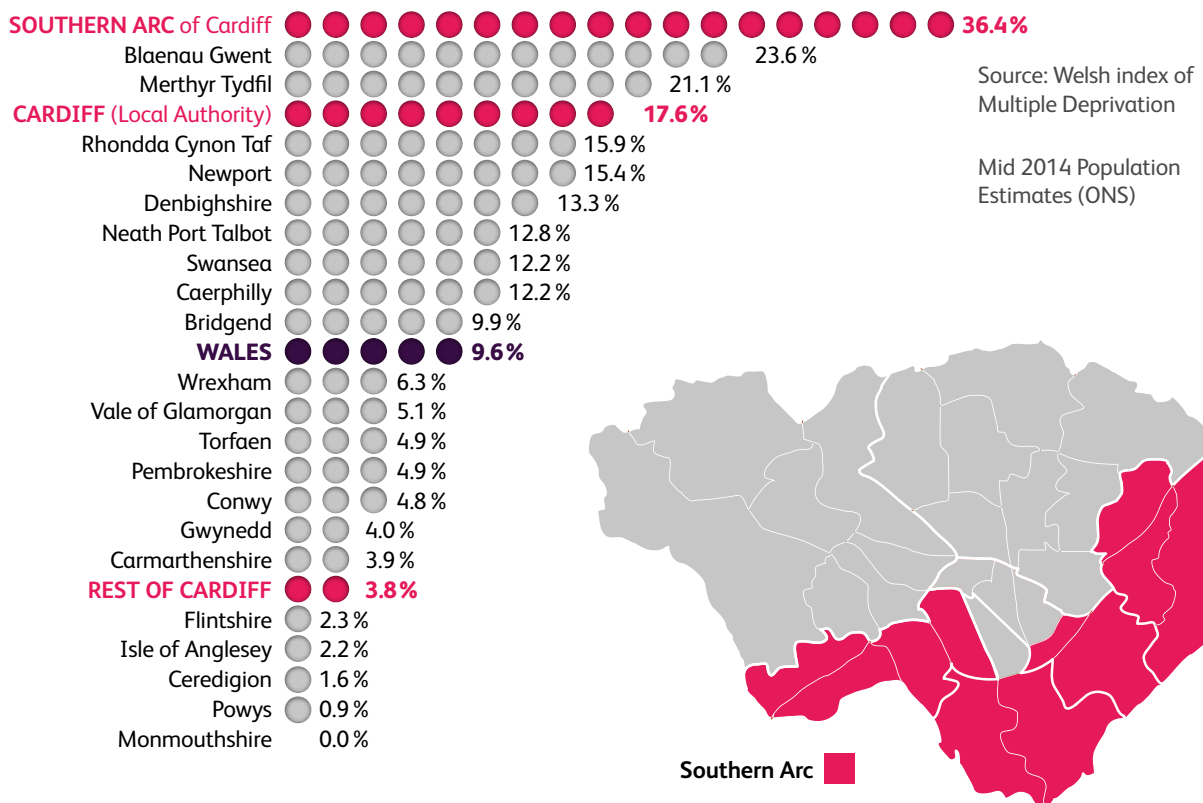 SOUTHERN ARC of Cardiff 36.4%
Blaenau Gwent 23.6%
Merthyr Tydfil 21.1%
CARDIFF (Local Authority) 17.6%
Rhondda Cynon Taf 15.9%
Newport 15.4%
Denbighshire 13.3%
Neath Port Talbot 12.8%
Swansea 12.2%
Caerphilly 12.2%
Bridgend 9.9%
WALES 9.6%
Wrexham 6.3%
Vale of Glamorgan 5.1%
Torfaen 4.9%
Pembrokeshire 4.9%
Conwy 4.8%
Gwynedd 4.0%
Carmarthenshire 3.9%
REST OF CARDIFF 3.8%
Flintshire 2.3%
Isle of Anglesey 2.2%
Ceredigion 1.6%
Powys 0.9%
Monmouthshire 0.0%
Source: Welsh index of
Multiple Deprivation
Mid 2014 Population
Estimates (ONS)
Southern Arc